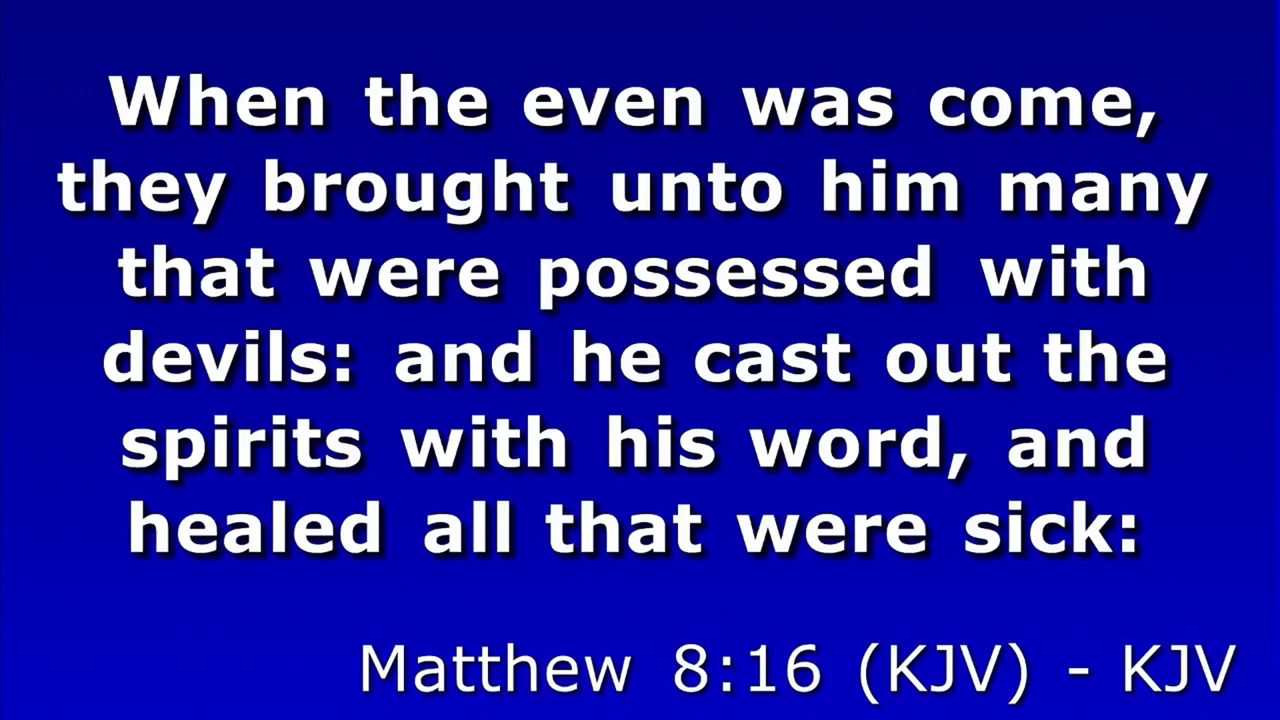 When the even was come,
they brought unto him many
that were possessed with
devils: and he cast out the
spirits with his word, and
healed all that were sick:
Matthew 8:16 (KJV) - KJV